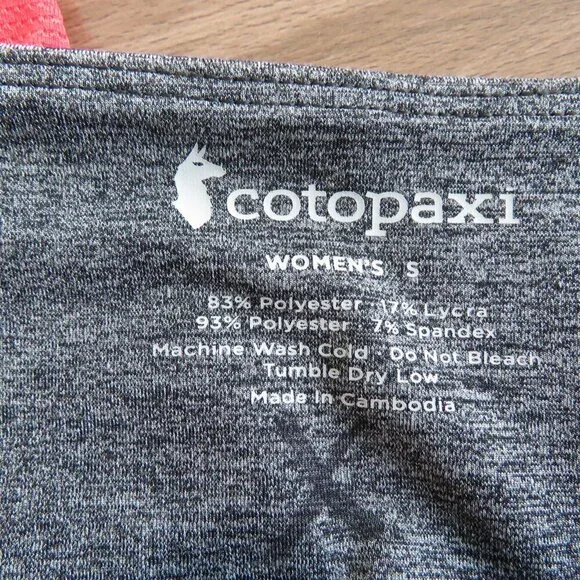 cotopaxi
WOMEN'S S
83% Polyester · 17% Lycra
93% Polyester · 7% Spandex
Machine Wash Cold · Do Not Bleach
Tumble Dry Low
Made In Cambodia